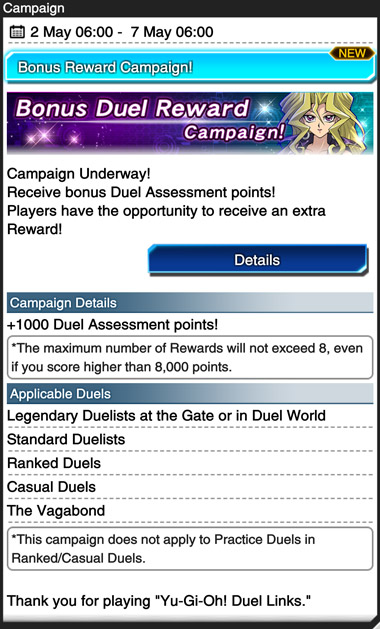 Campaign
2 May 06:00 - 7 May 06:00
NEW
Bonus Reward Campaign!
Bonus Duel Reward
Campaign!
Campaign Underway!
Receive bonus Duel Assessment points!
Players have the opportunity to receive an extra
Reward!
Details
Campaign Details
+1000 Duel Assessment points!
*The maximum number of Rewards will not exceed 8, even
if you score higher than 8,000 points.
Applicable Duels
Legendary Duelists at the Gate or in Duel World
Standard Duelists
Ranked Duels
Casual Duels
The Vagabond
*This campaign does not apply to Practice Duels in
Ranked/Casual Duels.
Thank you for playing "Yu-Gi-Oh! Duel Links."